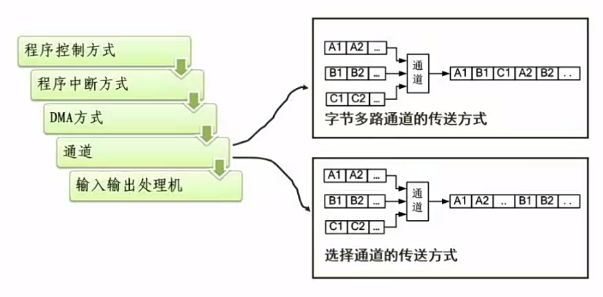 程序控制方式
程序中断方式
DMA方式
通道
输入输出处理机
A1 A2 ...
B1 B2 ...
C1 C2 ...
通道
A1 B1 C1 A2 B2 . .
字节多路通道的传送方式
A1 A2 ...
B1 B2 ...
C1 C2 ...
通道
A1 A2 .. B1 B2 . .
选择通道的传送方式